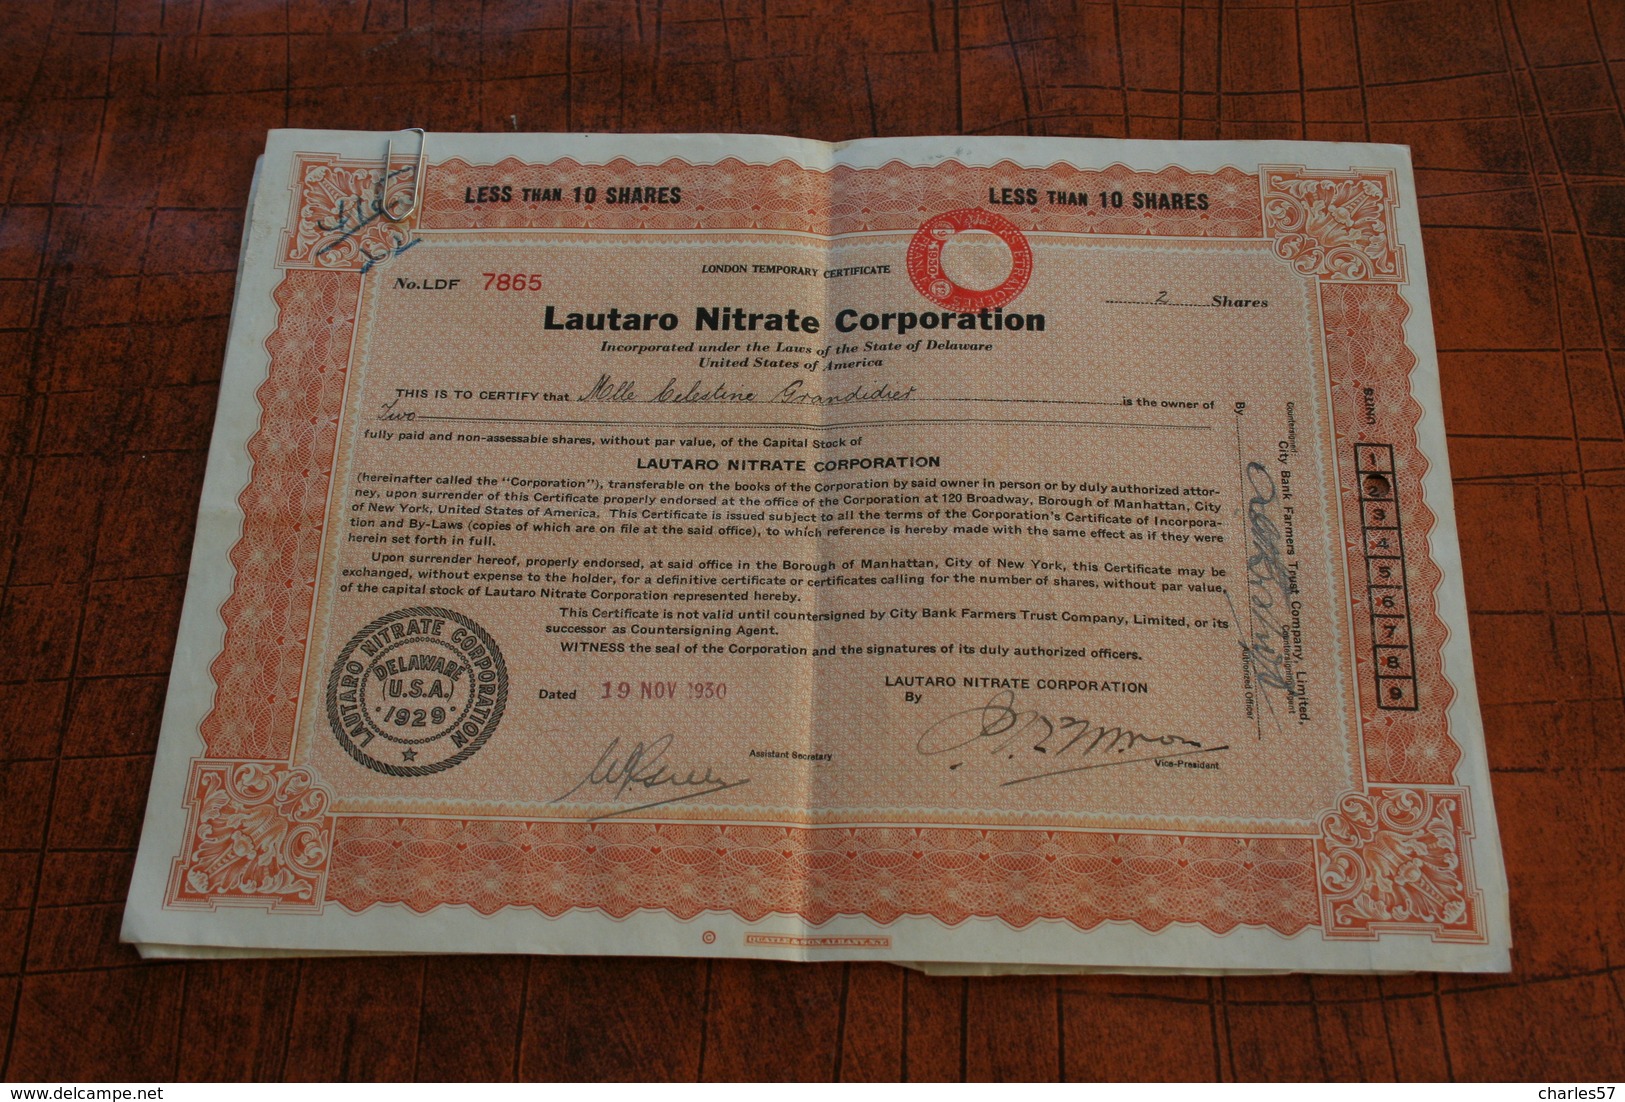 LESS THAN 10 SHARES
LESS THAN 10 SHARES
No. LDF 7865
LONDON TEMPORARY CERTIFICATE
2 Shares
Lautaro Nitrate Corporation
Incorporated under the Laws of the State of Delaware
United States of America
THIS IS TO CERTIFY that Mlle Celestine Grandidier is the owner of
Two
fully paid and non-assessable shares, without par value, of the Capital Stock of
LAUTARO NITRATE CORPORATION
(hereinafter called the "Corporation"), transferable on the books of the Corporation by said owner in person or by duly authorized attor-
ney, upon surrender of this Certificate properly endorsed at the office of the Corporation at 120 Broadway, Borough of Manhattan, City
of New York, United States of America. This Certificate is issued subject to all the terms of the Corporation's Certificate of Incorpora-
tion and By-Laws (copies of which are on file at the said office), to which reference is hereby made with the same effect as if they were
herein set forth in full.
Upon surrender hereof, properly endorsed, at said office in the Borough of Manhattan, City of New York, this Certificate may be
exchanged, without expense to the holder, for a definitive certificate or certificates calling for the number of shares, without par value,
of the capital stock of Lautaro Nitrate Corporation represented hereby.
This Certificate is not valid until countersigned by City Bank Farmers Trust Company, Limited, or its
successor as Countersigning Agent.
WITNESS the seal of the Corporation and the signatures of its duly authorized officers.
LAUTARO NITRATE CORPORATION
DELAWARE
(U.S.A.)
1929
Dated 19 NOV 1930
LAUTARO NITRATE CORPORATION
By
Assistant Secretary
Vice-President
Countersigned:
City Bank Farmers Trust Company, Limited,
Countersigning Agent
By
Authorized Officer
UNITS
1
2
3
4
5
6
7
8
9
©
delcampe.net
charles57